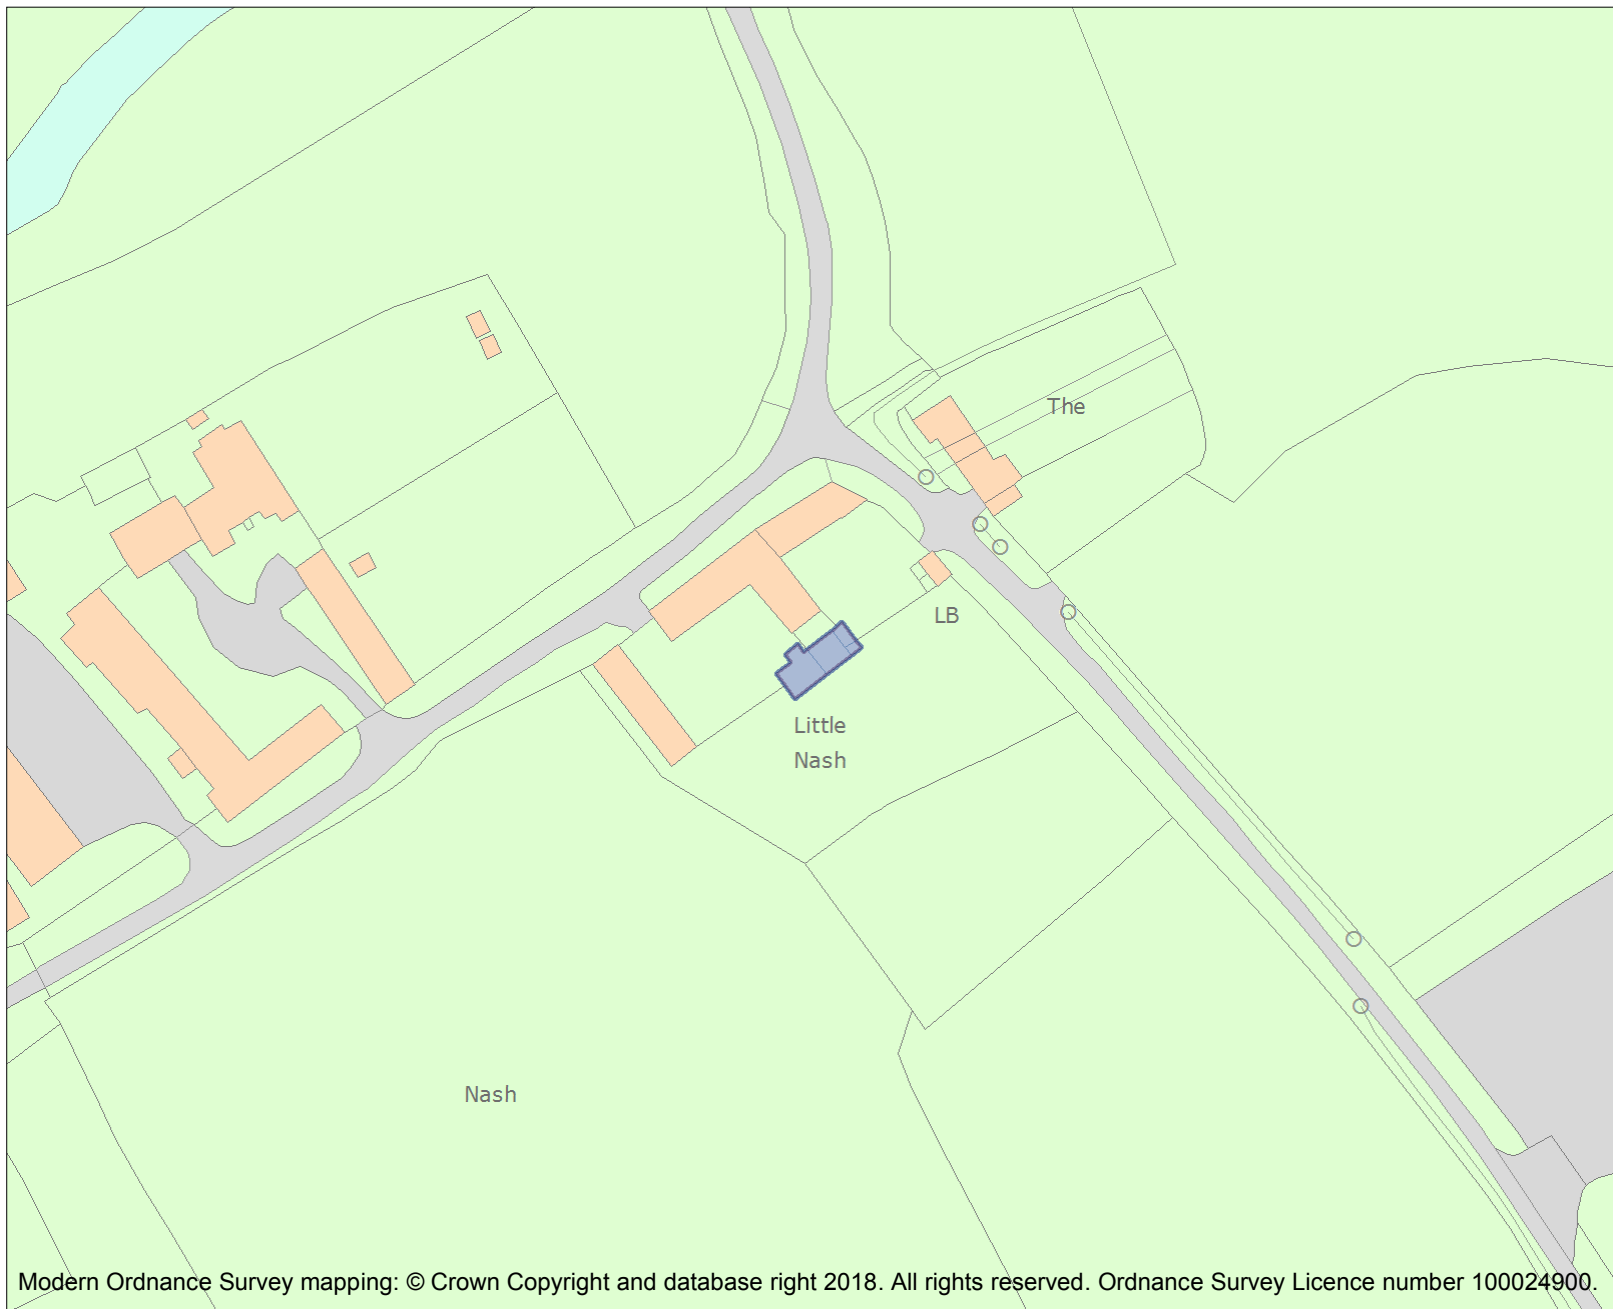 The
LB
Little
Nash
Nash
Modern Ordnance Survey mapping: © Crown Copyright and database right 2018. All rights reserved. Ordnance Survey Licence number 100024900.